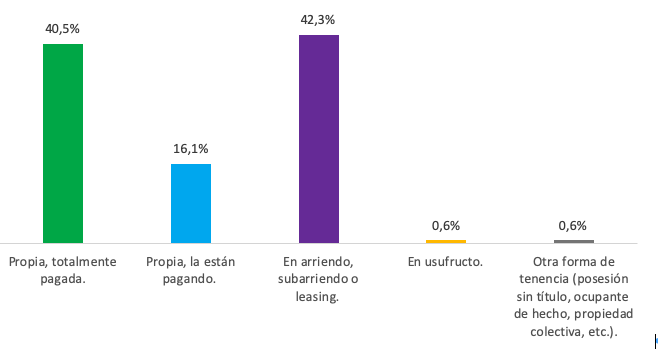 40,5%
16,1%
42,3%
0,6%
0,6%
Propia, totalmente
pagada.
Propia, la están
pagando.
En arriendo,
subarriendo o
leasing.
En usufructo.
Otra forma de
tenencia (posesión
sin título, ocupante
de hecho, propiedad
colectiva, etc.).